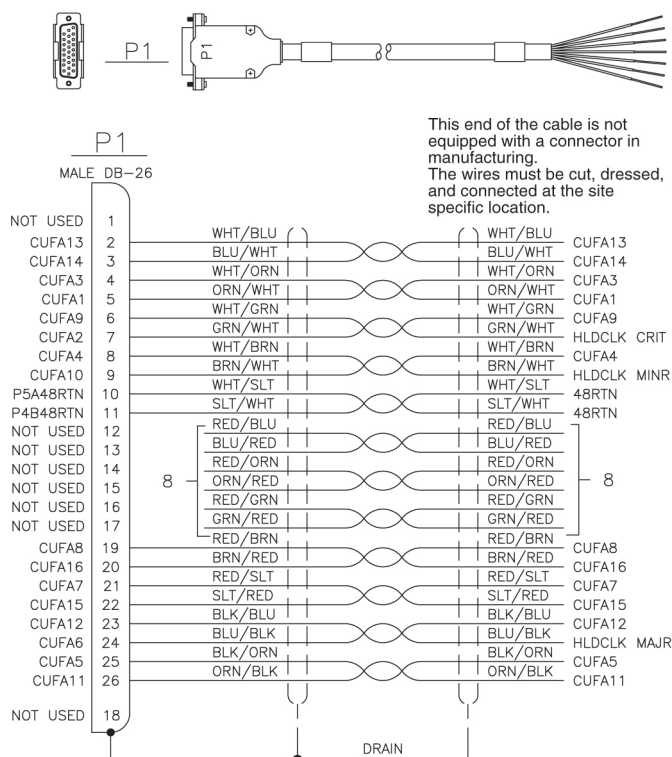 P1
P1
This end of the cable is not
equipped with a connector in
manufacturing.
The wires must be cut, dressed,
and connected at the site
specific location.
P1
MALE DB-26
NOT USED 1
CUFA13 2 WHT/BLU WHT/BLU CUFA13
CUFA14 3 BLU/WHT BLU/WHT CUFA14
CUFA3 4 WHT/ORN WHT/ORN CUFA3
CUFA1 5 ORN/WHT ORN/WHT CUFA1
CUFA9 6 WHT/GRN WHT/GRN CUFA9
CUFA2 7 GRN/WHT GRN/WHT HLDCLK CRIT
CUFA4 8 WHT/BRN WHT/BRN CUFA4
CUFA10 9 BRN/WHT BRN/WHT HLDCLK MINR
P5A48RTN 10 WHT/SLT WHT/SLT 48RTN
P4B48RTN 11 SLT/WHT SLT/WHT 48RTN
NOT USED 12 RED/BLU RED/BLU
NOT USED 13 BLU/RED BLU/RED
NOT USED 14 RED/ORN RED/ORN
NOT USED 15 8 ORN/RED ORN/RED 8
NOT USED 16 RED/GRN RED/GRN
NOT USED 17 GRN/RED GRN/RED
CUFA8 19 RED/BRN RED/BRN CUFA8
CUFA16 20 BRN/RED BRN/RED CUFA16
CUFA7 21 RED/SLT RED/SLT CUFA7
CUFA15 22 SLT/RED SLT/RED CUFA15
CUFA12 23 BLK/BLU BLK/BLU CUFA12
CUFA6 24 BLU/BLK BLU/BLK HLDCLK MAJR
CUFA5 25 BLK/ORN BLK/ORN CUFA5
CUFA11 26 ORN/BLK ORN/BLK CUFA11
NOT USED 18
DRAIN